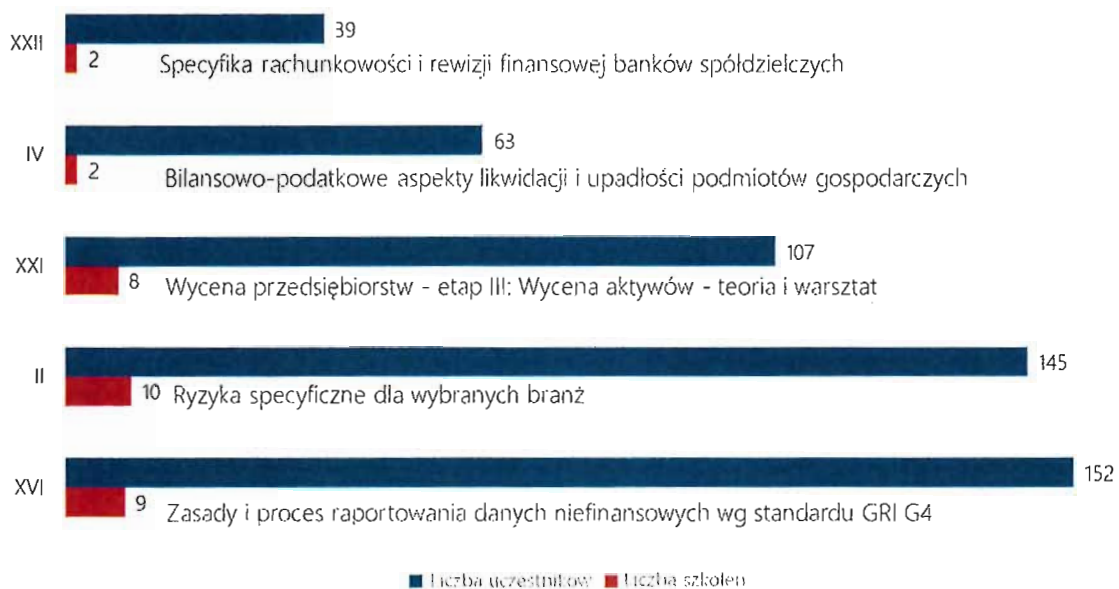 XXII
39
2 Specyfika rachunkowości i rewizji finansowej banków spółdzielczych
IV
63
2 Bilansowo-podatkowe aspekty likwidacji i upadłości podmiotów gospodarczych
XXI
107
8 Wycena przedsiębiorstw - etap III: Wycena aktywów - teoria i warsztat
II
145
10 Ryzyka specyficzne dla wybranych branż
XVI
152
9 Zasady i proces raportowania danych niefinansowych wg standardu GRI G4
Liczba uczestników Liczba szkoleń